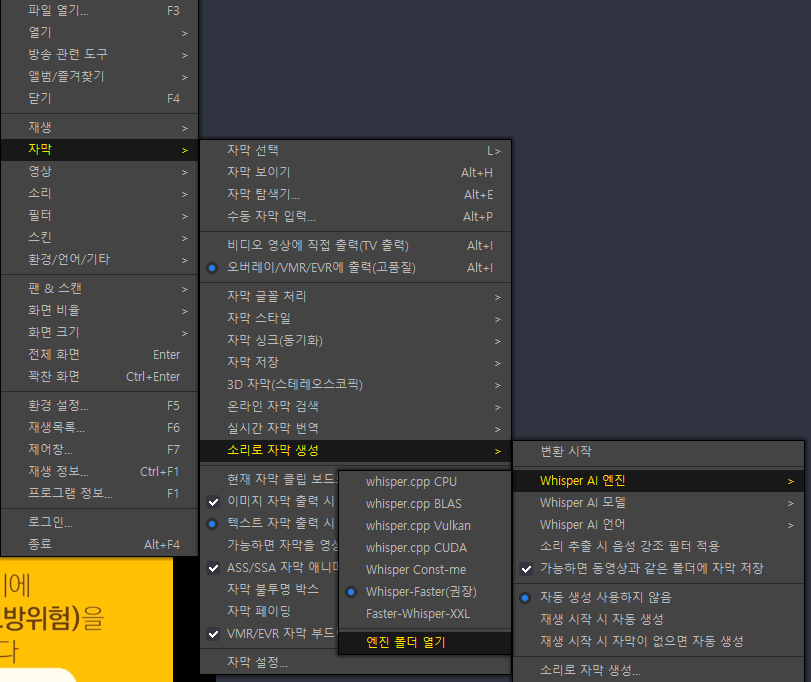 파일 열기... F3
열기 >
방송 관련 도구 >
앨범/즐겨찾기 >
닫기 F4
재생 >
자막 >
영상 >
소리 >
필터 >
스킨 >
환경/언어/기타 >
팬 & 스캔 >
화면 비율 >
화면 크기 >
전체 화면 Enter
꽉찬 화면 Ctrl+Enter
환경 설정... F5
재생목록... F6
제어창... F7
재생 정보... Ctrl+F1
프로그램 정보... F1
로그인...
종료 Alt+F4
자막 선택 L >
자막 보이기 Alt+H
자막 탐색기... Alt+E
수동 자막 입력... Alt+P
비디오 영상에 직접 출력(TV 출력) Alt+I
오버레이/VMR/EVR에 출력(고품질) Alt+I
자막 글꼴 처리 >
자막 스타일 >
자막 싱크(동기화) >
자막 저장 >
3D 자막(스테레오스코픽) >
온라인 자막 검색 >
실시간 자막 번역 >
소리로 자막 생성 >
현재 자막 클립 보드
이미지 자막 출력 시
텍스트 자막 출력 시
가능하면 자막을 영상
ASS/SSA 자막 애니메
자막 불투명 박스
자막 페이딩
VMR/EVR 자막 부드
자막 설정...
변환 시작
Whisper AI 엔진 >
Whisper AI 모델 >
Whisper AI 언어 >
소리 추출 시 음성 강조 필터 적용
가능하면 동영상과 같은 폴더에 자막 저장
자동 생성 사용하지 않음
재생 시작 시 자동 생성
재생 시작 시 자막이 없으면 자동 생성
소리로 자막 생성...
whisper.cpp CPU
whisper.cpp BLAS
whisper.cpp Vulkan
whisper.cpp CUDA
Whisper Const-me
Whisper-Faster(권장)
Faster-Whisper-XXL
엔진 폴더 열기
에
방위험)을
다